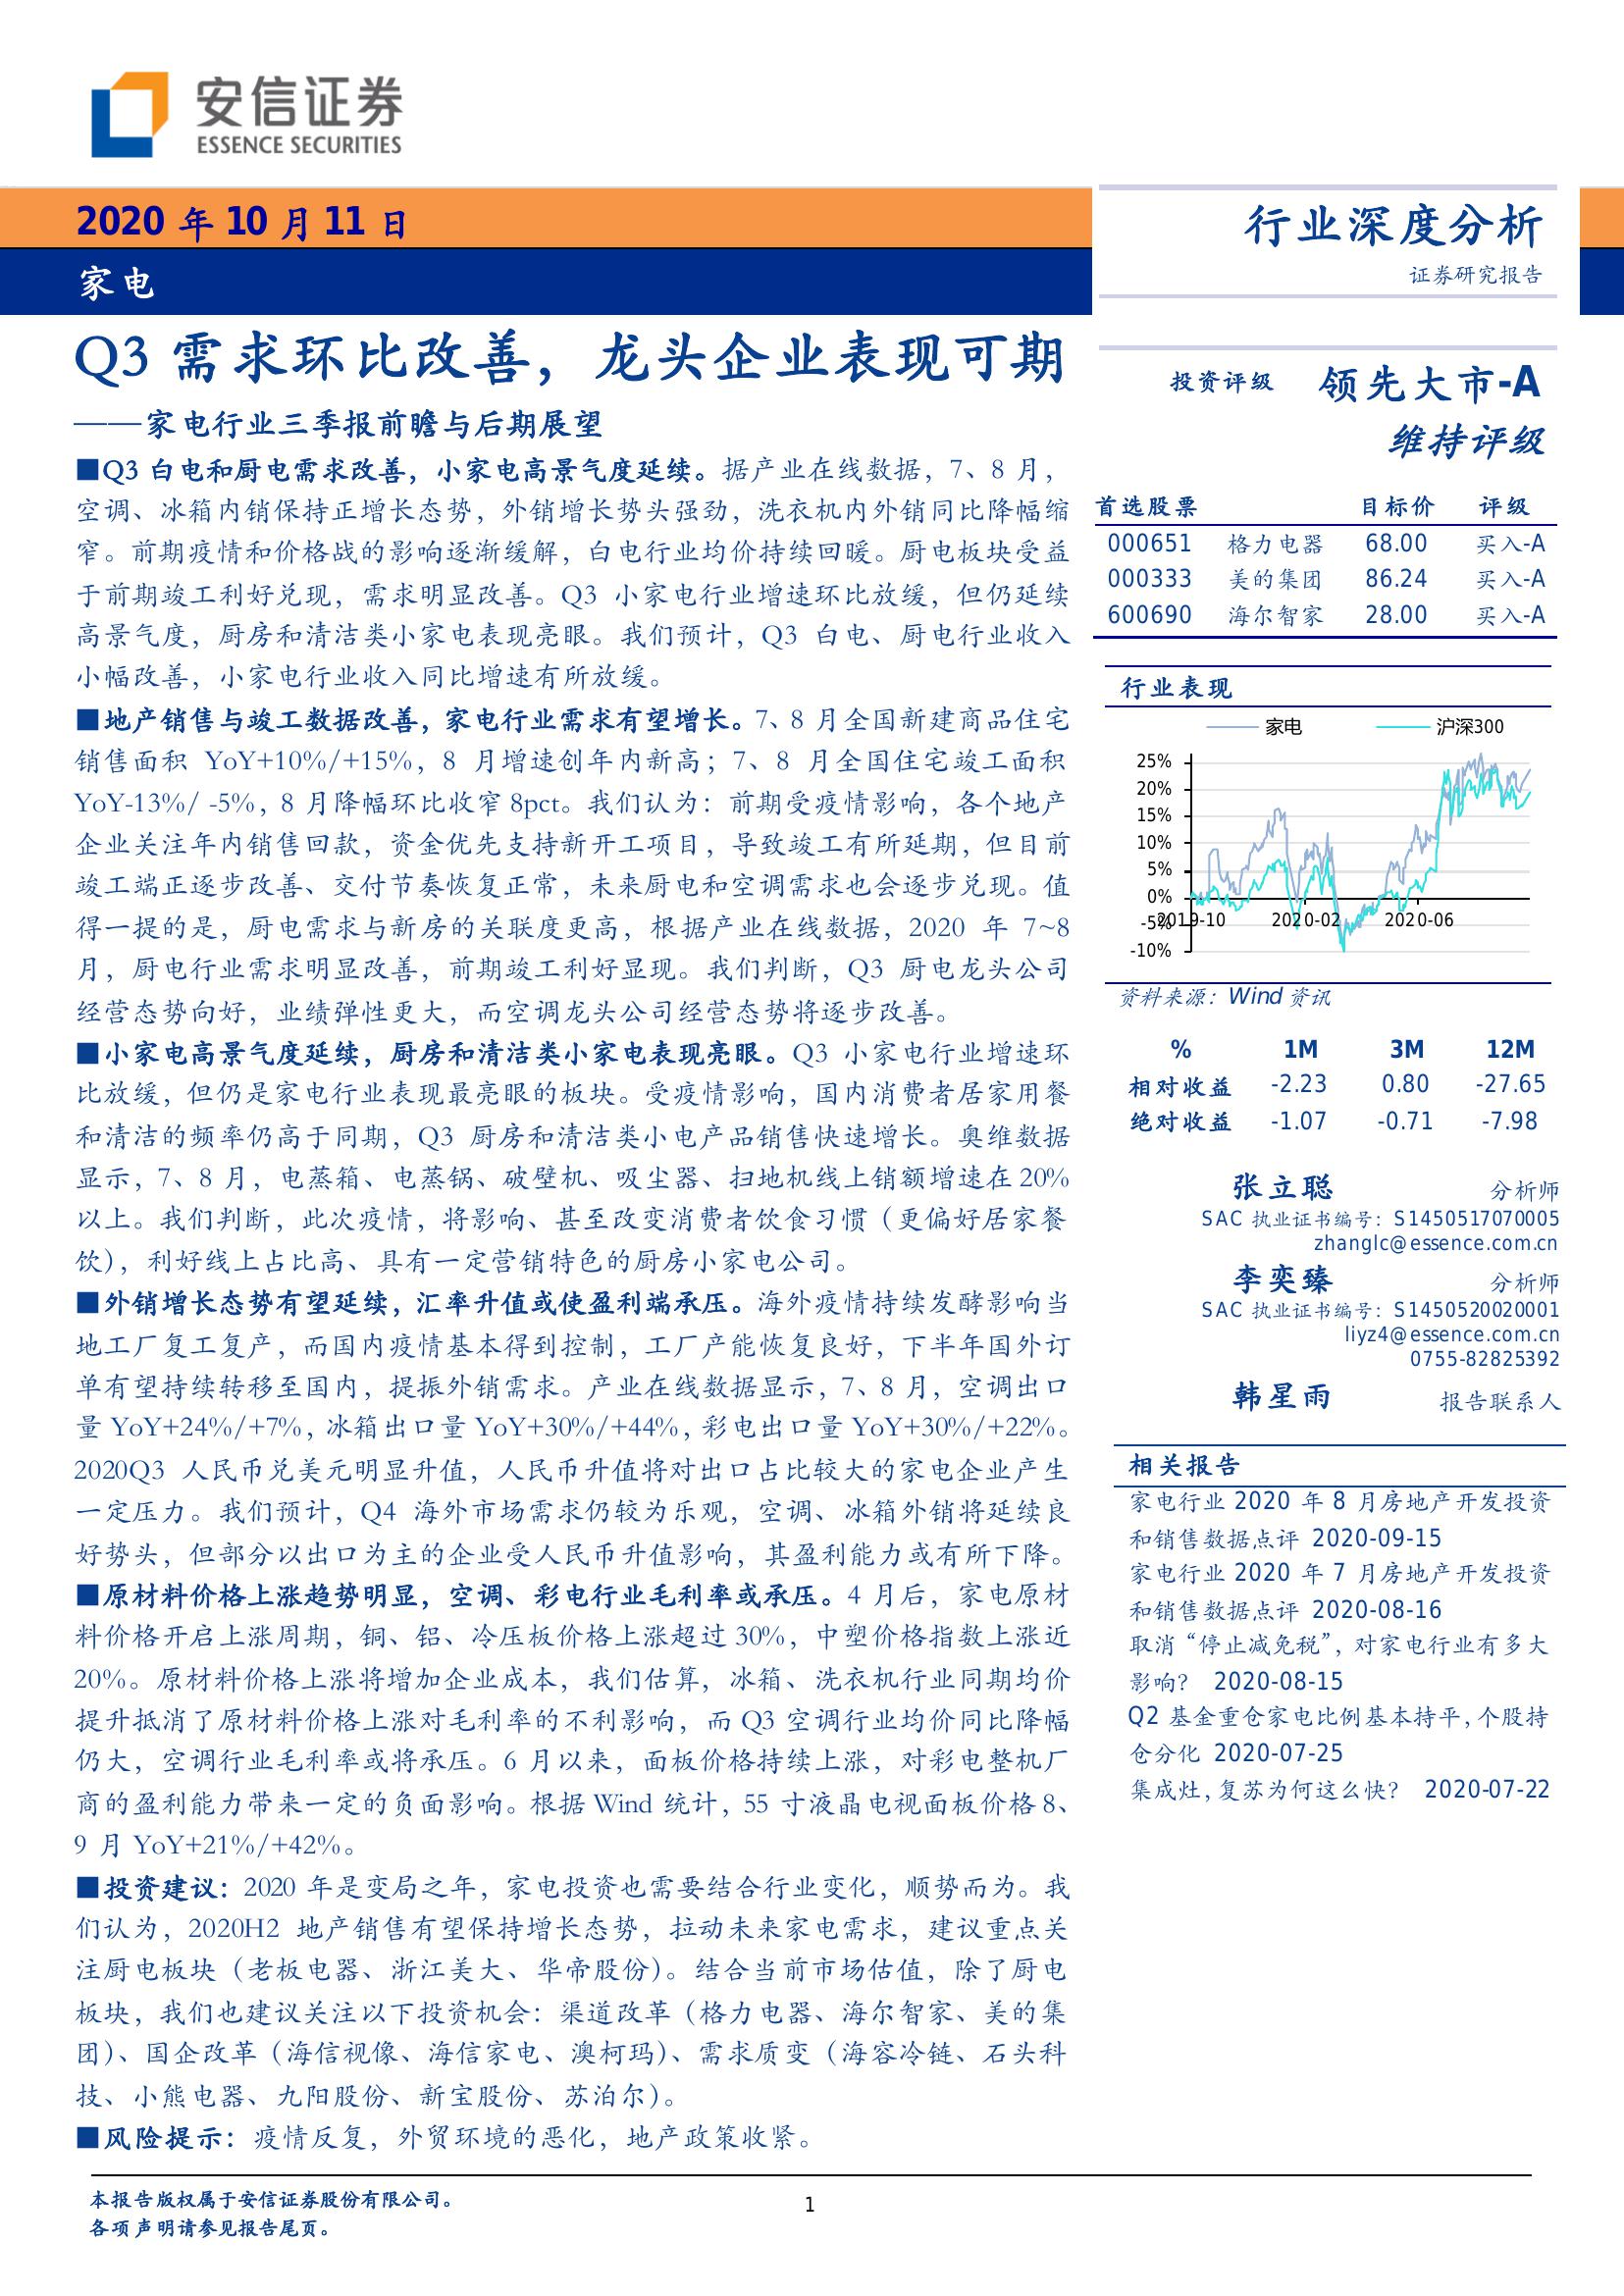 安信证券
ESSENCE SECURITIES
2020 年 10 月 11 日
家电
行业深度分析
证券研究报告
Q3 需求环比改善，龙头企业表现可期
——家电行业三季报前瞻与后期展望
■Q3 白电和厨电需求改善，小家电高景气度延续。据产业在线数据，7、8 月，
空调、冰箱内销保持正增长态势，外销增长势头强劲，洗衣机内外销同比降幅缩
窄。前期疫情和价格战的影响逐渐缓解，白电行业均价持续回暖。厨电板块受益
于前期竣工利好兑现，需求明显改善。Q3 小家电行业增速环比放缓，但仍延续
高景气度，厨房和清洁类小家电表现亮眼。我们预计，Q3 白电、厨电行业收入
小幅改善，小家电行业收入同比增速有所放缓。
■地产销售与竣工数据改善，家电行业需求有望增长。7、8 月全国新建商品住宅
销售面积 YoY+10%/+15%，8 月增速创年内新高；7、8 月全国住宅竣工面积
YoY-13%/ -5%，8 月降幅环比收窄 8pct。我们认为：前期受疫情影响，各个地产
企业关注年内销售回款，资金优先支持新开工项目，导致竣工有所延期，但目前
竣工端正逐步改善、交付节奏恢复正常，未来厨电和空调需求也会逐步兑现。值
得一提的是，厨电需求与新房的关联度更高，根据产业在线数据，2020 年 7~8
月，厨电行业需求明显改善，前期竣工利好显现。我们判断，Q3 厨电龙头公司
经营态势向好，业绩弹性更大，而空调龙头公司经营态势将逐步改善。
■小家电高景气度延续，厨房和清洁类小家电表现亮眼。Q3 小家电行业增速环
比放缓，但仍是家电行业表现最亮眼的板块。受疫情影响，国内消费者居家用餐
和清洁的频率仍高于同期，Q3 厨房和清洁类小电产品销售快速增长。奥维数据
显示，7、8 月，电蒸箱、电蒸锅、破壁机、吸尘器、扫地机线上销额增速在 20%
以上。我们判断，此次疫情，将影响、甚至改变消费者饮食习惯（更偏好居家餐
饮），利好线上占比高、具有一定营销特色的厨房小家电公司。
■外销增长态势有望延续，汇率升值或使盈利端承压。海外疫情持续发酵影响当
地工厂复工复产，而国内疫情基本得到控制，工厂产能恢复良好，下半年国外订
单有望持续转移至国内，提振外销需求。产业在线数据显示，7、8 月，空调出口
量 YoY+24%/+7%，冰箱出口量 YoY+30%/+44%，彩电出口量 YoY+30%/+22%。
2020Q3 人民币兑美元明显升值，人民币升值将对出口占比较大的家电企业产生
一定压力。我们预计，Q4 海外市场需求仍较为乐观，空调、冰箱外销将延续良
好势头，但部分以出口为主的企业受人民币升值影响，其盈利能力或有所下降。
■原材料价格上涨趋势明显，空调、彩电行业毛利率或承压。4 月后，家电原材
料价格开启上涨周期，铜、铝、冷压板价格上涨超过 30%，中塑价格指数上涨近
20%。原材料价格上涨将增加企业成本，我们估算，冰箱、洗衣机行业同期均价
提升抵消了原材料价格上涨对毛利率的不利影响，而 Q3 空调行业均价同比降幅
仍大，空调行业毛利率或将承压。6 月以来，面板价格持续上涨，对彩电整机厂
商的盈利能力带来一定的负面影响。根据 Wind 统计，55 寸液晶电视面板价格 8、
9 月 YoY+21%/+42%。
■投资建议：2020 年是变局之年，家电投资也需要结合行业变化，顺势而为。我
们认为，2020H2 地产销售有望保持增长态势，拉动未来家电需求，建议重点关
注厨电板块（老板电器、浙江美大、华帝股份）。结合当前市场估值，除了厨电
板块，我们也建议关注以下投资机会：渠道改革（格力电器、海尔智家、美的集
团）、国企改革（海信视像、海信家电、澳柯玛）、需求质变（海容冷链、石头科
技、小熊电器、九阳股份、新宝股份、苏泊尔）。
■风险提示：疫情反复，外贸环境的恶化，地产政策收紧。
投资评级 领先大市-A
维持评级
首选股票 目标价 评级
000651 格力电器 68.00 买入-A
000333 美的集团 86.24 买入-A
600690 海尔智家 28.00 买入-A
行业表现
家电 沪深300
25%
20%
15%
10%
5%
0%
-5%
-10%
2019-10 2020-02 2020-06
资料来源：Wind 资讯
% 1M 3M 12M
相对收益 -2.23 0.80 -27.65
绝对收益 -1.07 -0.71 -7.98
张立聪 分析师
SAC 执业证书编号：S1450517070005
zhanglc@essence.com.cn
李奕臻 分析师
SAC 执业证书编号：S1450520020001
liyz4@essence.com.cn
0755-82825392
韩星雨 报告联系人
相关报告
家电行业 2020 年 8 月房地产开发投资
和销售数据点评 2020-09-15
家电行业 2020 年 7 月房地产开发投资
和销售数据点评 2020-08-16
取消“停止减免税”，对家电行业有多大
影响？ 2020-08-15
Q2 基金重仓家电比例基本持平，个股持
仓分化 2020-07-25
集成灶，复苏为何这么快？ 2020-07-22
本报告版权属于安信证券股份有限公司。
各项声明请参见报告尾页。
1